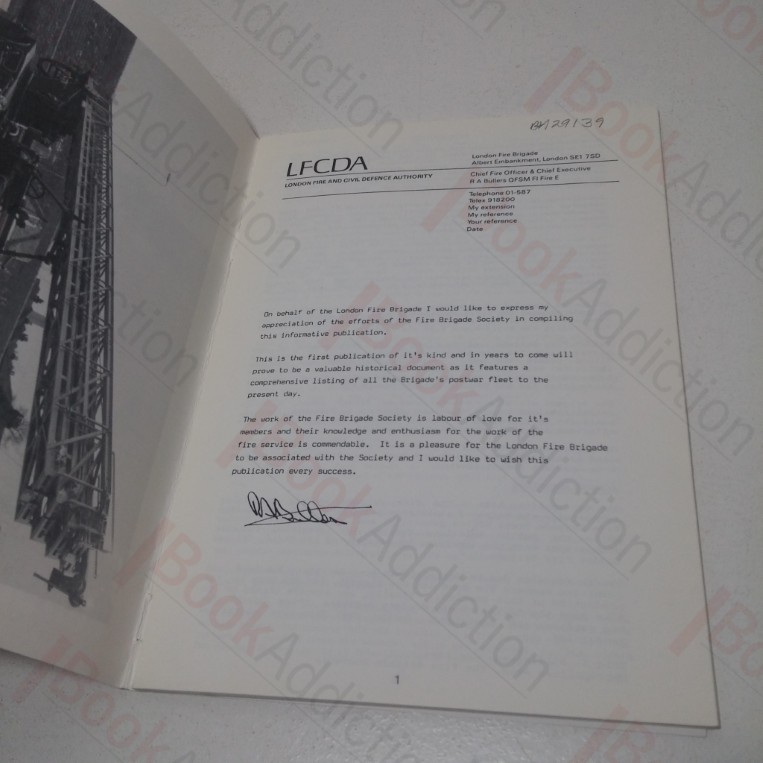 BH29139
LFCDA
LONDON FIRE AND CIVIL DEFENCE AUTHORITY
London Fire Brigade
Albert Embankment, London SE1 7SD
Chief Fire Officer & Chief Executive
R A Bullers QFSM FI Fire E
Telephone 01-587
Telex 918200
My extension
My reference
Your reference
Date
On behalf of the London Fire Brigade I would like to express my
appreciation of the efforts of the Fire Brigade Society in compiling
this informative publication.
This is the first publication of it's kind and in years to come will
prove to be a valuable historical document as it features a
comprehensive listing of all the Brigade's postwar fleet to the
present day.
The work of the Fire Brigade Society is labour of love for it's
members and their knowledge and enthusiasm for the work of the
fire service is commendable. It is a pleasure for the London Fire Brigade
to be associated with the Society and I would like to wish this
publication every success.
1
BookAddiction